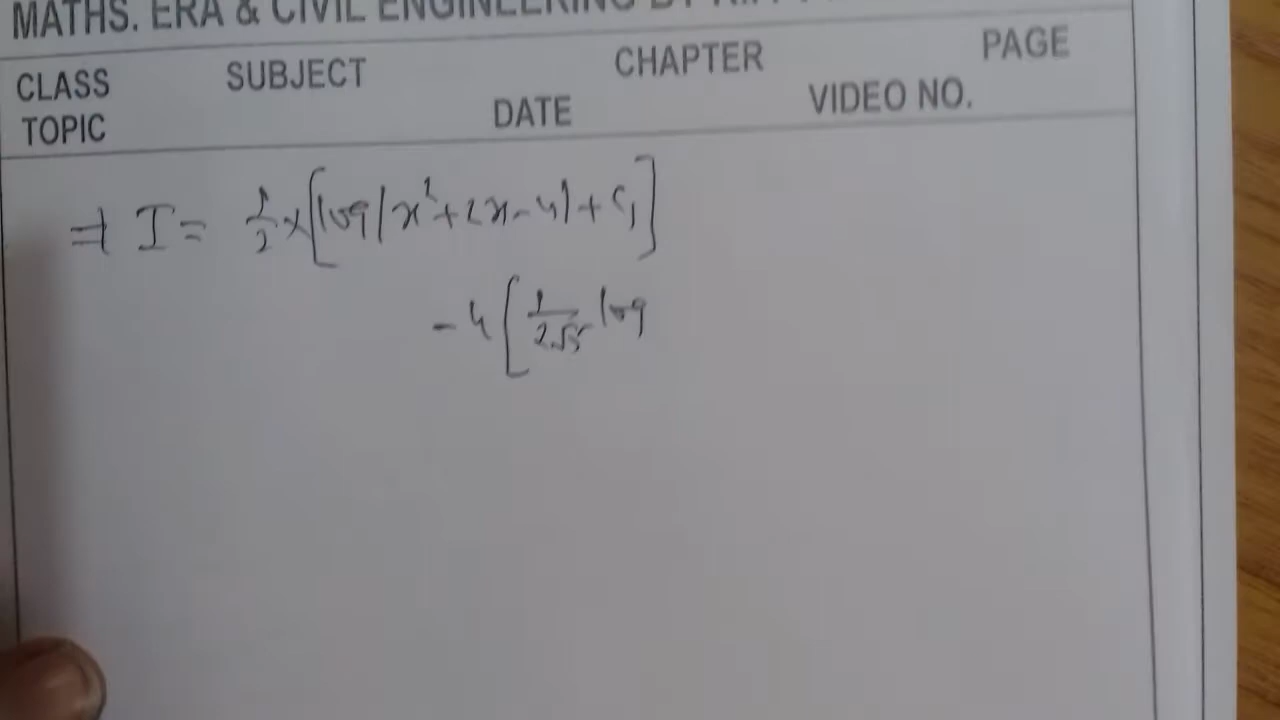 MATHS. ERA & CIVIL ENGINEERING BY
CLASS SUBJECT CHAPTER PAGE
TOPIC DATE VIDEO NO.
⇒ I = 1/2 × [log|x² + 2x - 4| + C₁]
- 4 [1/2√5 log